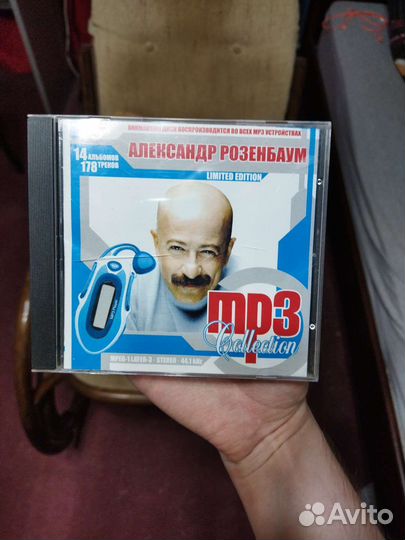 ВНИМАНИЕ! ДИСК ВОСПРОИЗВОДИТСЯ ВО ВСЕХ MP3 УСТРОЙСТВАХ
АЛЕКСАНДР РОЗЕНБАУМ
14 АЛЬБОМОВ
178 ТРЕКОВ
LIMITED EDITION
mp3
Collection
MPEG-1 LAYER-3 - STEREO - 44.1 kHz
Avito